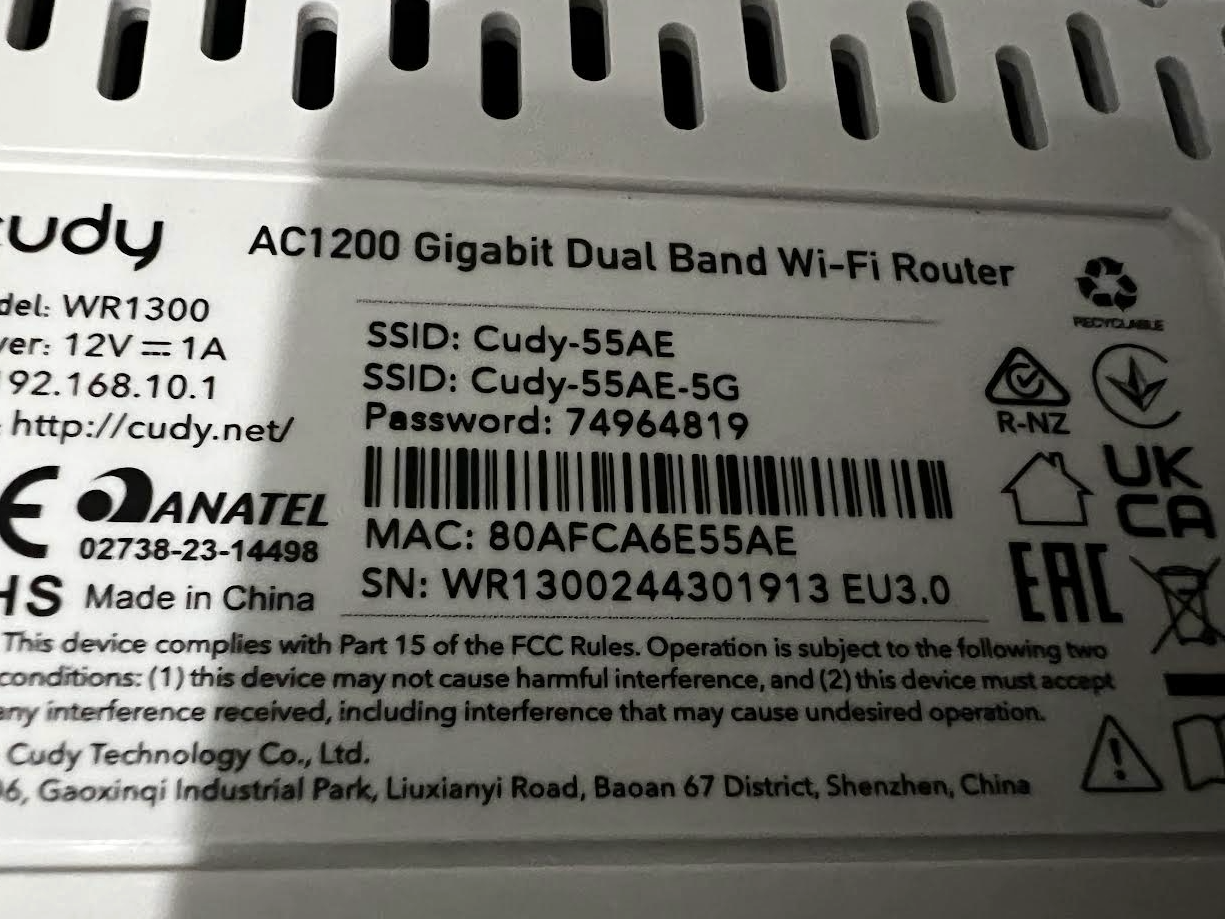 cudy
AC1200 Gigabit Dual Band Wi-Fi Router
RECYCLABLE
del: WR1300
SSID: Cudy-55AE
ver: 12V⎓1A
SSID: Cudy-55AE-5G
92.168.10.1
Password: 74964819
http://cudy.net/
R-NZ
UK
CA
CE
ANATEL
02738-23-14498
MAC: 80AFCA6E55AE
HS Made in China
SN: WR1300244301913 EU3.0
EAC
This device complies with Part 15 of the FCC Rules. Operation is subject to the following two
conditions: (1) this device may not cause harmful interference, and (2) this device must accept
any interference received, including interference that may cause undesired operation.
Cudy Technology Co., Ltd.
06, Gaoxinqi Industrial Park, Liuxianyi Road, Baoan 67 District, Shenzhen, China